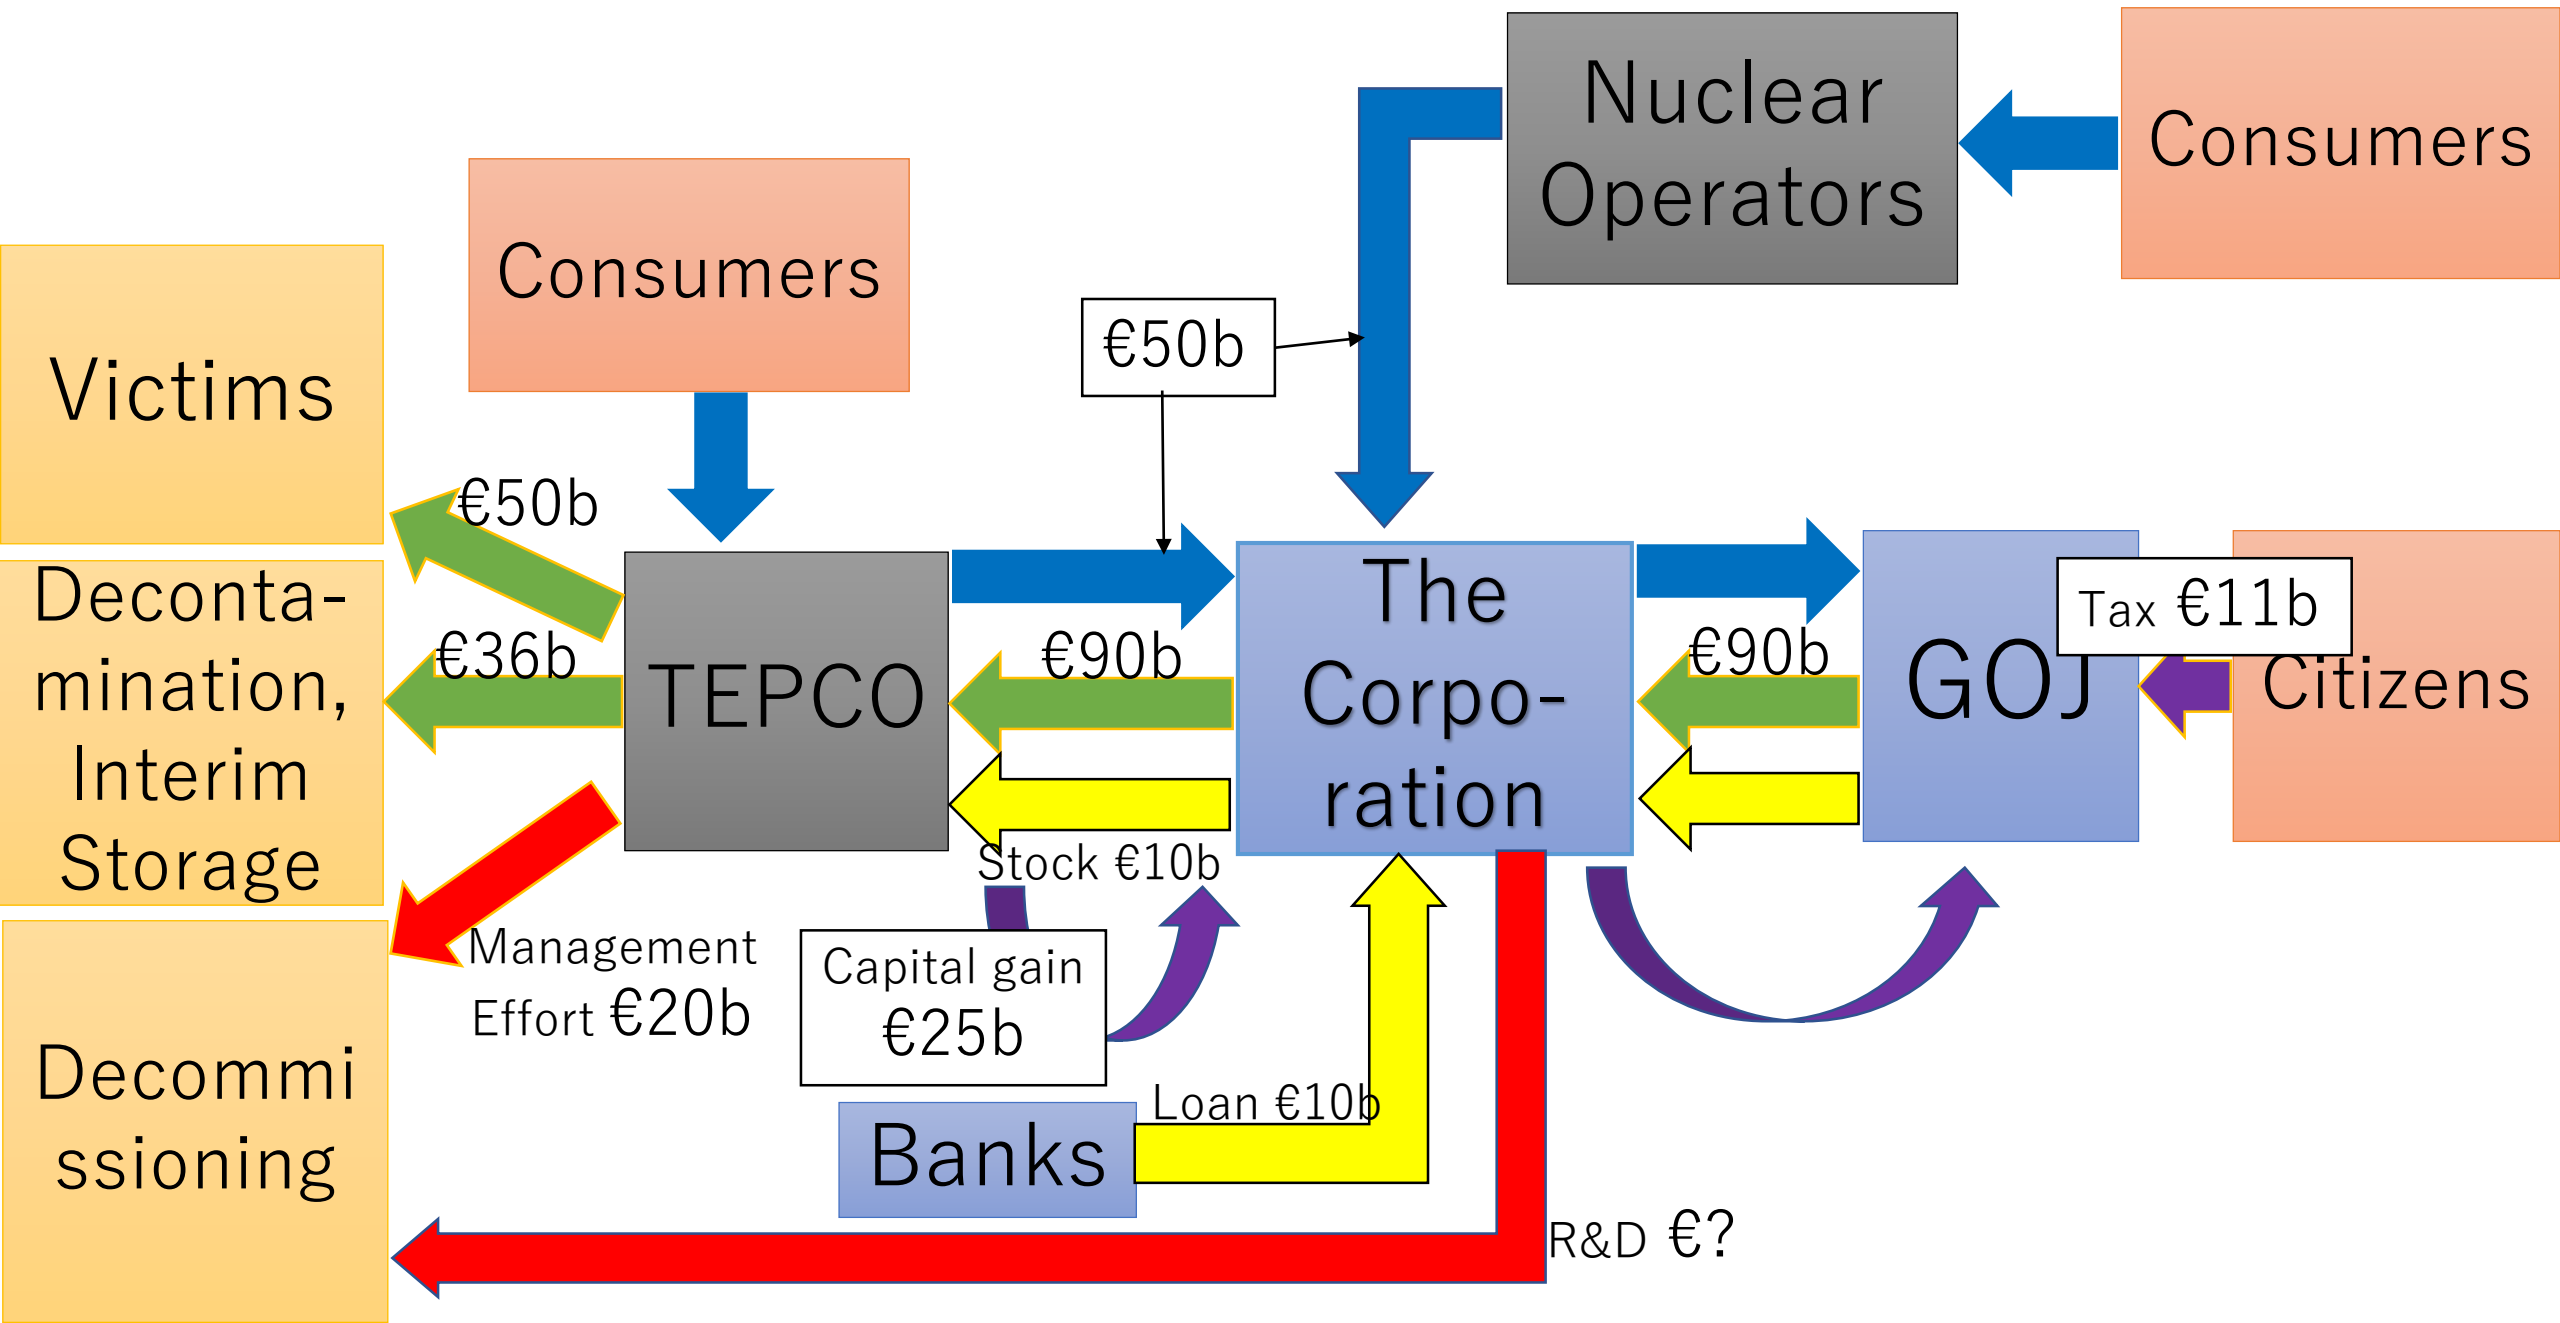 Nuclear
Operators
Consumers
Consumers
€50b
Victims
€50b
Deconta-
mination,
Interim
Storage
€36b
TEPCO
€90b
The
Corpo-
ration
€90b
GOJ
Tax €11b
Citizens
Stock €10b
Management
Effort €20b
Capital gain
€25b
Decommi
ssioning
Loan €10b
Banks
R&D €?